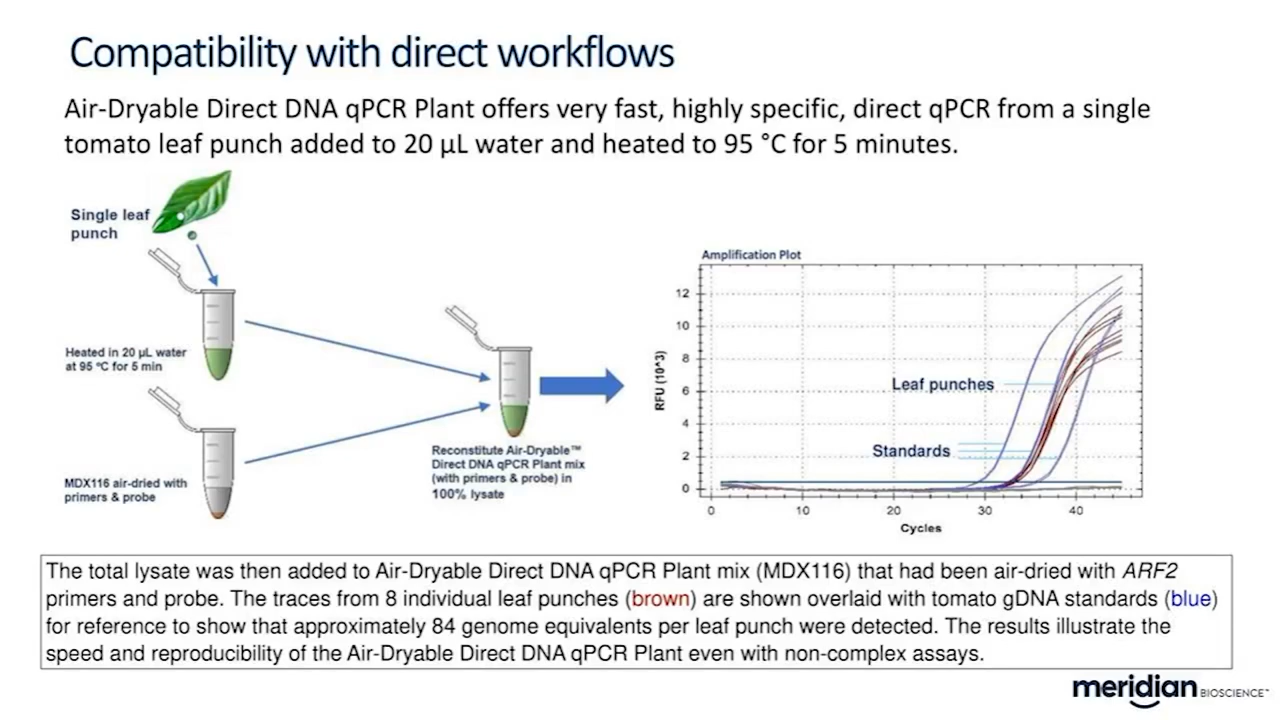 Compatibility with direct workflows
Air-Dryable Direct DNA qPCR Plant offers very fast, highly specific, direct qPCR from a single
tomato leaf punch added to 20 µL water and heated to 95 °C for 5 minutes.
Single leaf
punch
Heated in 20 µL water
at 95 °C for 5 min
MDX116 air-dried with
primers & probe
Reconstitute Air-Dryable™
Direct DNA qPCR Plant mix
(with primers & probe) in
100% lysate
Amplification Plot
RFU (10^3)
12
10
8
6
4
2
0
Leaf punches
Standards
0 10 20 30 40
Cycles
The total lysate was then added to Air-Dryable Direct DNA qPCR Plant mix (MDX116) that had been air-dried with ARF2
primers and probe. The traces from 8 individual leaf punches (brown) are shown overlaid with tomato gDNA standards (blue)
for reference to show that approximately 84 genome equivalents per leaf punch were detected. The results illustrate the
speed and reproducibility of the Air-Dryable Direct DNA qPCR Plant even with non-complex assays.
meridian BIOSCIENCE™